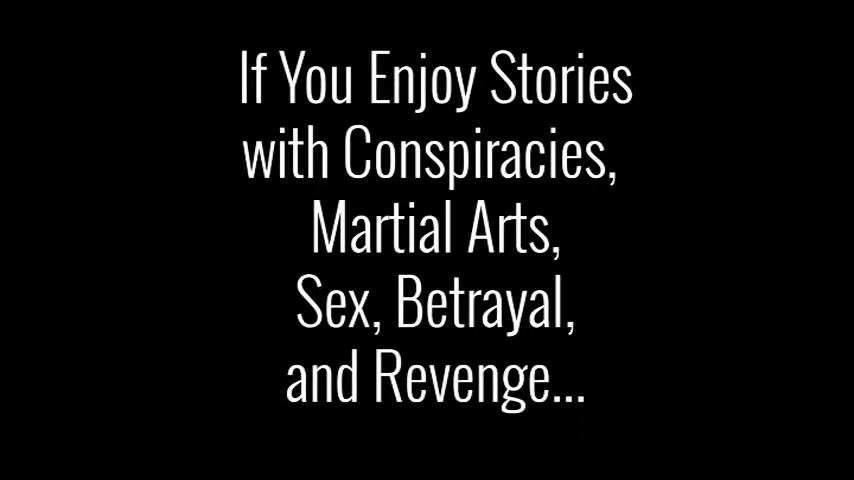 If You Enjoy Stories
with Conspiracies,
Martial Arts,
Sex, Betrayal,
and Revenge...